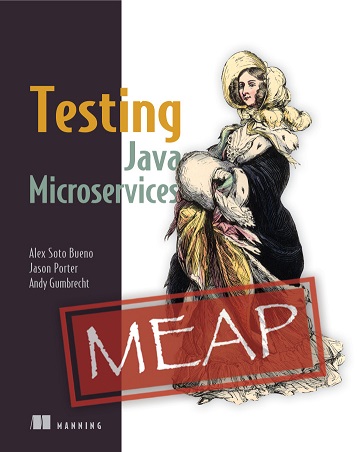 Testing
Java
Microservices
Alex Soto Bueno
Jason Porter
Andy Gumbrecht
MEAP
MANNING